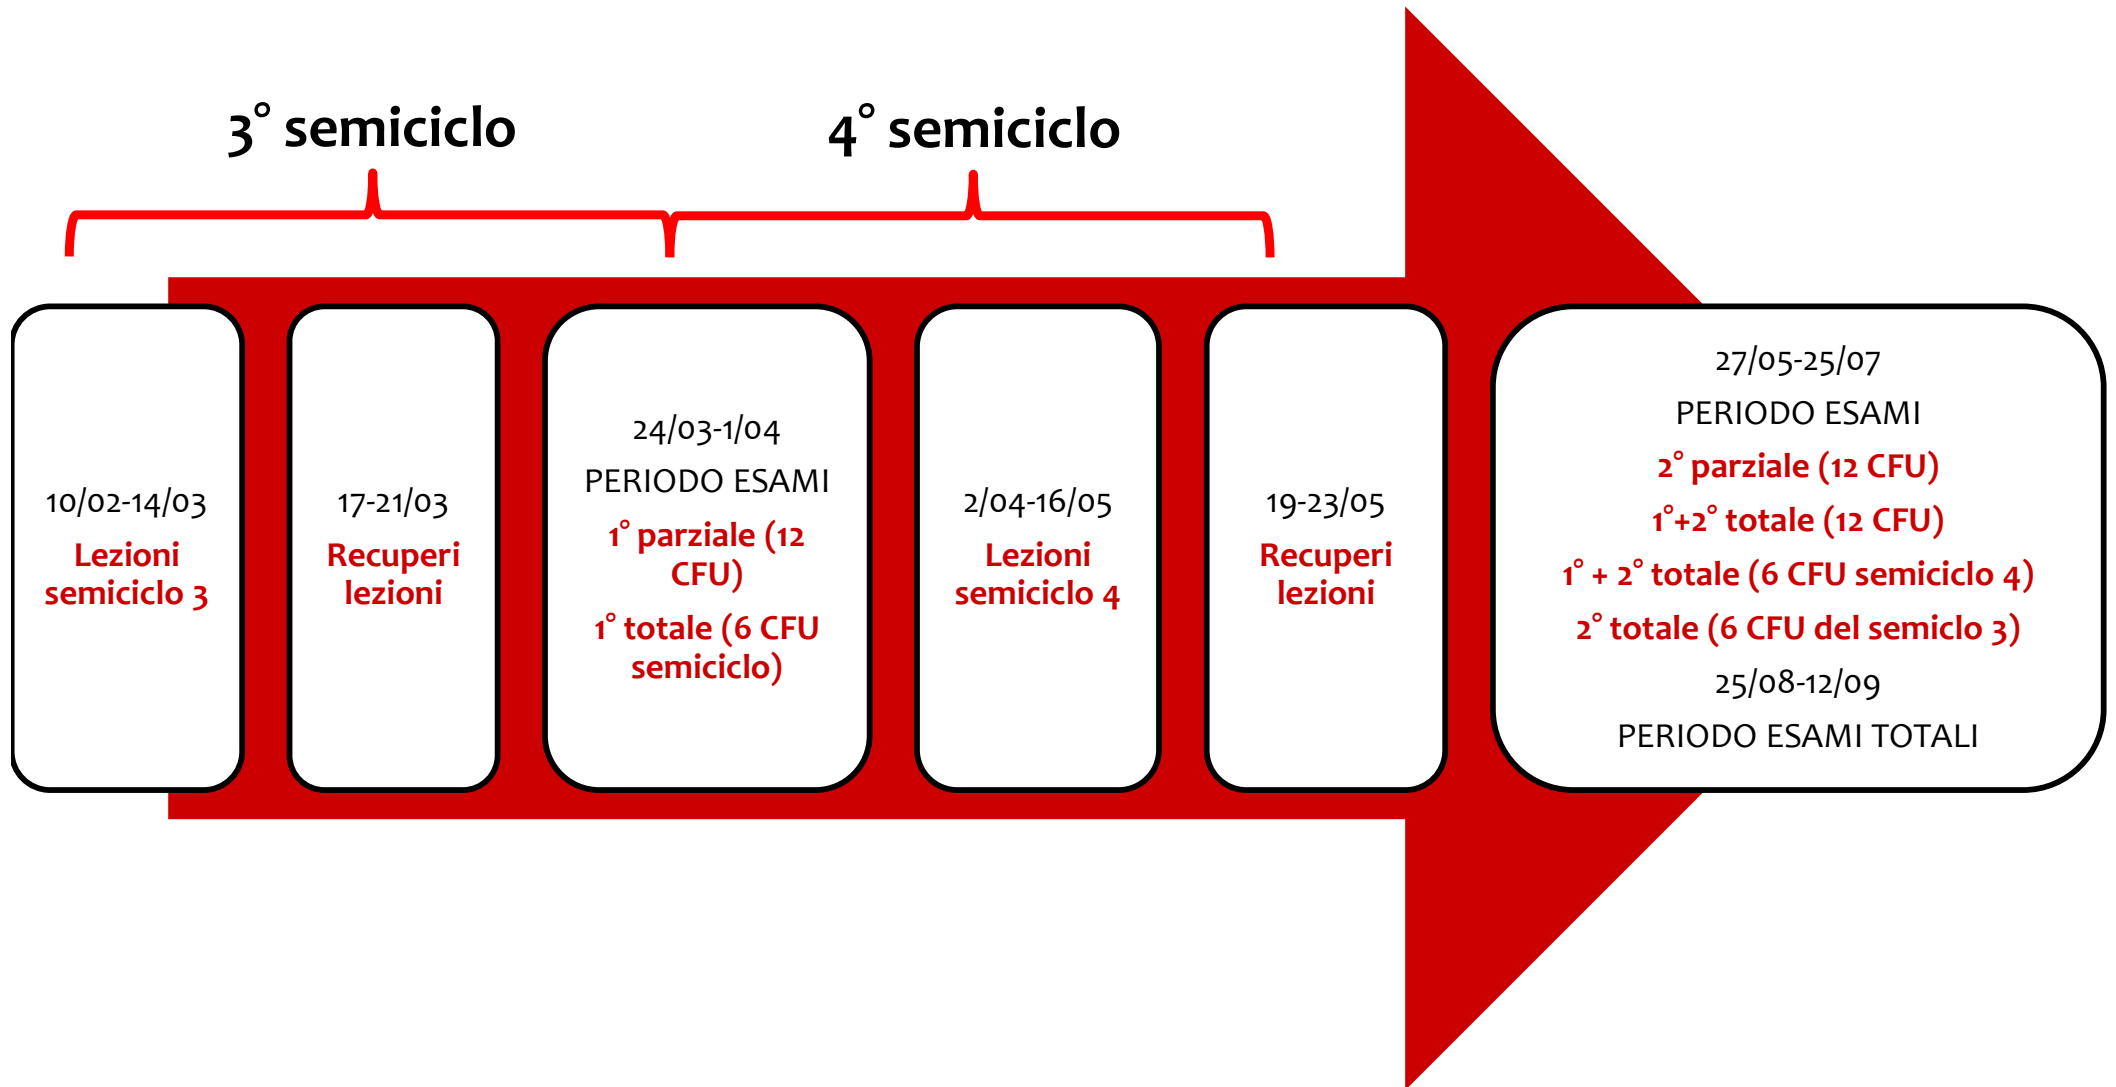 3° semiciclo
4° semiciclo
10/02-14/03
Lezioni
semiciclo 3
17-21/03
Recuperi
lezioni
24/03-1/04
PERIODO ESAMI
1° parziale (12
CFU)
1° totale (6 CFU
semiciclo)
2/04-16/05
Lezioni
semiciclo 4
19-23/05
Recuperi
lezioni
27/05-25/07
PERIODO ESAMI
2° parziale (12 CFU)
1°+2° totale (12 CFU)
1° + 2° totale (6 CFU semiciclo 4)
2° totale (6 CFU del semiclo 3)
25/08-12/09
PERIODO ESAMI TOTALI